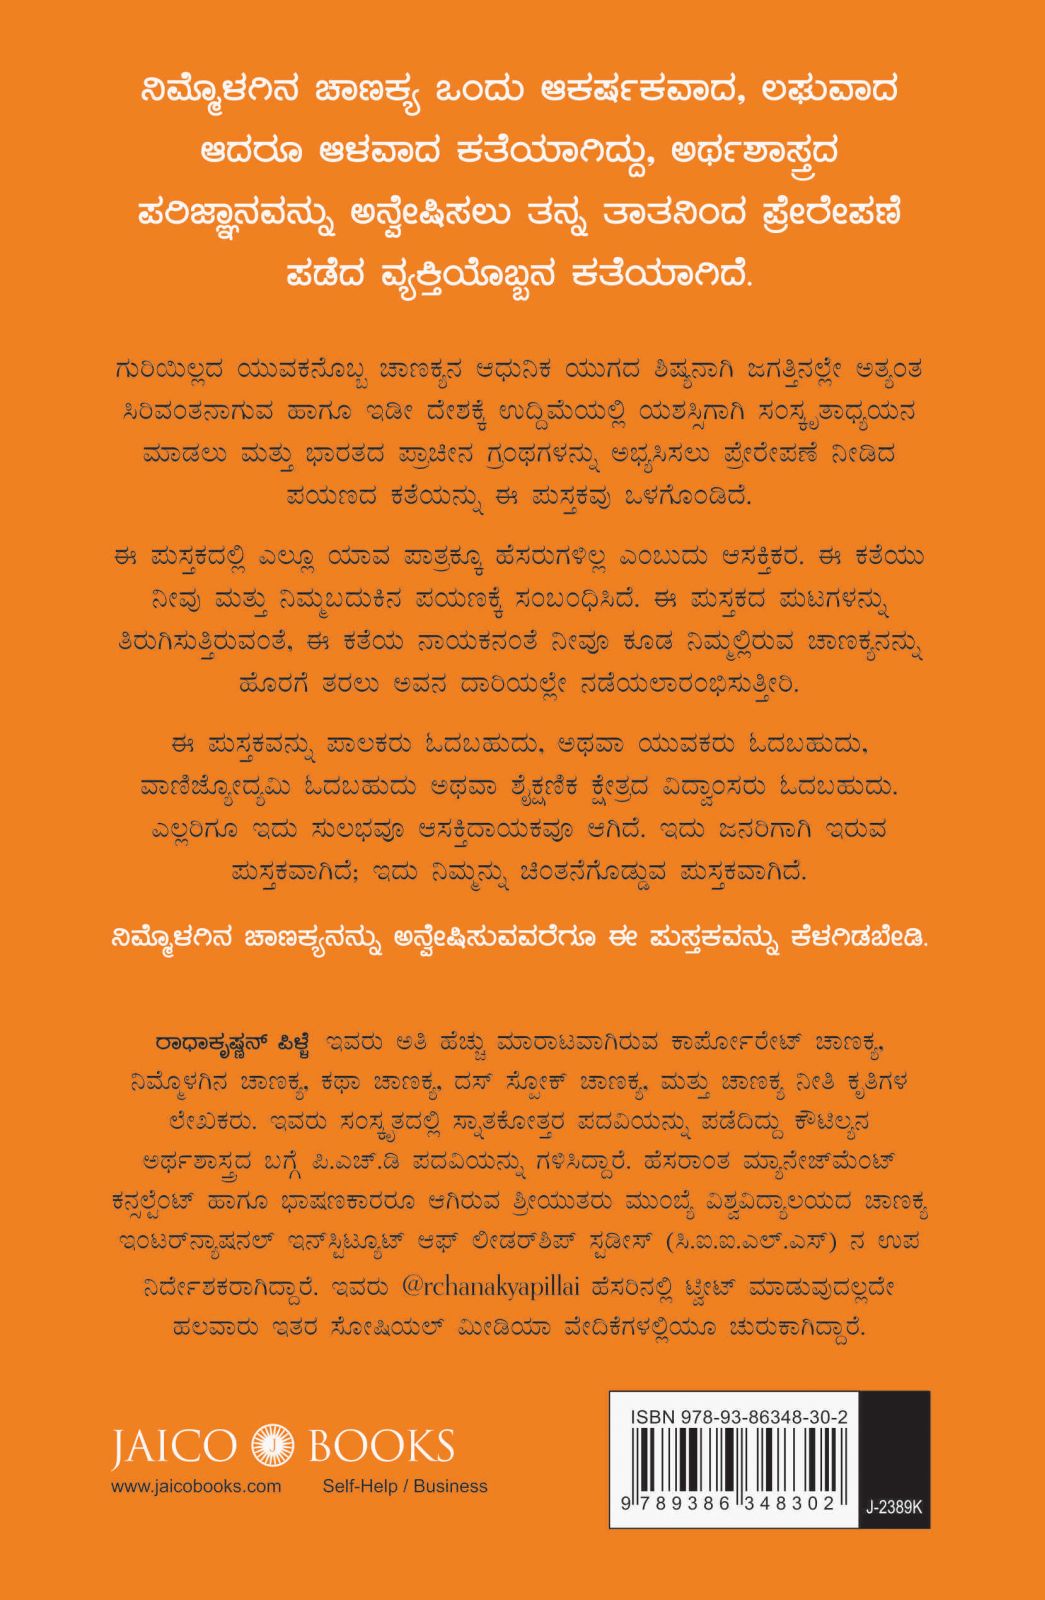 ನಿಮ್ಮೊಳಗಿನ ಚಾಣಕ್ಯ ಒಂದು ಆಕರ್ಷಕವಾದ, ಲಘುವಾದ
ಆದರೂ ಆಳವಾದ ಕತೆಯಾಗಿದ್ದು, ಅರ್ಥಶಾಸ್ತ್ರದ
ಪರಿಜ್ಞಾನವನ್ನು ಅನ್ವೇಷಿಸಲು ತನ್ನ ತಾತನಿಂದ ಪ್ರೇರೇಪಣೆ
ಪಡೆದ ವ್ಯಕ್ತಿಯೊಬ್ಬನ ಕತೆಯಾಗಿದೆ.
ಗುರಿಯಿಲ್ಲದ ಯುವಕನೊಬ್ಬ ಚಾಣಕ್ಯನ ಆಧುನಿಕ ಯುಗದ ಶಿಷ್ಯನಾಗಿ ಜಗತ್ತಿನಲ್ಲೇ ಅತ್ಯಂತ
ಸಿರಿವಂತನಾಗುವ ಹಾಗೂ ಇಡೀ ದೇಶಕ್ಕೆ ಉದ್ದಿಮೆಯಲ್ಲಿ ಯಶಸ್ಸಿಗಾಗಿ ಸಂಸ್ಕೃತಾಧ್ಯಯನ
ಮಾಡಲು ಮತ್ತು ಭಾರತದ ಪ್ರಾಚೀನ ಗ್ರಂಥಗಳನ್ನು ಅಭ್ಯಸಿಸಲು ಪ್ರೇರೇಪಣೆ ನೀಡಿದ
ಪಯಣದ ಕತೆಯನ್ನು ಈ ಪುಸ್ತಕವು ಒಳಗೊಂಡಿದೆ.
ಈ ಪುಸ್ತಕದಲ್ಲಿ ಎಲ್ಲೂ ಯಾವ ಪಾತ್ರಕ್ಕೂ ಹೆಸರುಗಳಿಲ್ಲ ಎಂಬುದು ಆಸಕ್ತಿಕರ. ಈ ಕತೆಯು
ನೀವು ಮತ್ತು ನಿಮ್ಮಬದುಕಿನ ಪಯಣಕ್ಕೆ ಸಂಬಂಧಿಸಿದೆ. ಈ ಪುಸ್ತಕದ ಪುಟಗಳನ್ನು
ತಿರುಗಿಸುತ್ತಿರುವಂತೆ, ಈ ಕತೆಯ ನಾಯಕನಂತೆ ನೀವೂ ಕೂಡ ನಿಮ್ಮಲ್ಲಿರುವ ಚಾಣಕ್ಯನನ್ನು
ಹೊರಗೆ ತರಲು ಅವನ ದಾರಿಯಲ್ಲೇ ನಡೆಯಲಾರಂಭಿಸುತ್ತೀರಿ.
ಈ ಪುಸ್ತಕವನ್ನು ಪಾಲಕರು ಓದಬಹುದು, ಅಥವಾ ಯುವಕರು ಓದಬಹುದು,
ವಾಣಿಜ್ಯೋದ್ಯಮಿ ಓದಬಹುದು ಅಥವಾ ಶೈಕ್ಷಣಿಕ ಕ್ಷೇತ್ರದ ವಿದ್ವಾಂಸರು ಓದಬಹುದು.
ಎಲ್ಲರಿಗೂ ಇದು ಸುಲಭವೂ ಆಸಕ್ತಿದಾಯಕವೂ ಆಗಿದೆ. ಇದು ಜನರಿಗಾಗಿ ಇರುವ
ಪುಸ್ತಕವಾಗಿದೆ; ಇದು ನಿಮ್ಮನ್ನು ಚಿಂತನೆಗೊಡ್ಡುವ ಪುಸ್ತಕವಾಗಿದೆ.
ನಿಮ್ಮೊಳಗಿನ ಚಾಣಕ್ಯನನ್ನು ಅನ್ವೇಷಿಸುವವರೆಗೂ ಈ ಪುಸ್ತಕವನ್ನು ಕೆಳಗಿಡಬೇಡಿ.
ರಾಧಾಕೃಷ್ಣನ್ ಪಿಳ್ಳೆ ಇವರು ಅತಿ ಹೆಚ್ಚು ಮಾರಾಟವಾಗಿರುವ ಕಾರ್ಪೋರೇಟ್ ಚಾಣಕ್ಯ,
ನಿಮ್ಮೊಳಗಿನ ಚಾಣಕ್ಯ, ಕಥಾ ಚಾಣಕ್ಯ, ದಸ್ ಸ್ಪೋಕ್ ಚಾಣಕ್ಯ, ಮತ್ತು ಚಾಣಕ್ಯ ನೀತಿ ಕೃತಿಗಳ
ಲೇಖಕರು. ಇವರು ಸಂಸ್ಕೃತದಲ್ಲಿ ಸ್ನಾತಕೋತ್ತರ ಪದವಿಯನ್ನು ಪಡೆದಿದ್ದು ಕೌಟಿಲ್ಯನ
ಅರ್ಥಶಾಸ್ತ್ರದ ಬಗ್ಗೆ ಪಿ.ಎಚ್.ಡಿ ಪದವಿಯನ್ನು ಗಳಿಸಿದ್ದಾರೆ. ಹೆಸರಾಂತ ಮ್ಯಾನೇಜ್‌ಮೆಂಟ್
ಕನ್ಸಲ್ಟೆಂಟ್ ಹಾಗೂ ಭಾಷಣಕಾರರೂ ಆಗಿರುವ ಶ್ರೀಯುತರು ಮುಂಬೈ ವಿಶ್ವವಿದ್ಯಾಲಯದ ಚಾಣಕ್ಯ
ಇಂಟರ್‌ನ್ಯಾಷನಲ್ ಇನ್‌ಸ್ಟಿಟ್ಯೂಟ್ ಆಫ್ ಲೀಡರ್‌ಶಿಪ್ ಸ್ಟಡೀಸ್ (ಸಿ.ಐ.ಐ.ಎಲ್.ಎಸ್) ನ ಉಪ
ನಿರ್ದೇಶಕರಾಗಿದ್ದಾರೆ. ಇವರು @rchanakyapillai ಹೆಸರಿನಲ್ಲಿ ಟ್ವೀಟ್ ಮಾಡುವುದಲ್ಲದೇ
ಹಲವಾರು ಇತರ ಸೋಷಿಯಲ್ ಮೀಡಿಯಾ ವೇದಿಕೆಗಳಲ್ಲಿಯೂ ಚುರುಕಾಗಿದ್ದಾರೆ.
JAICO J BOOKS
www.jaicobooks.com Self-Help / Business
ISBN 978-93-86348-30-2
9 789386 348302
J-2389K